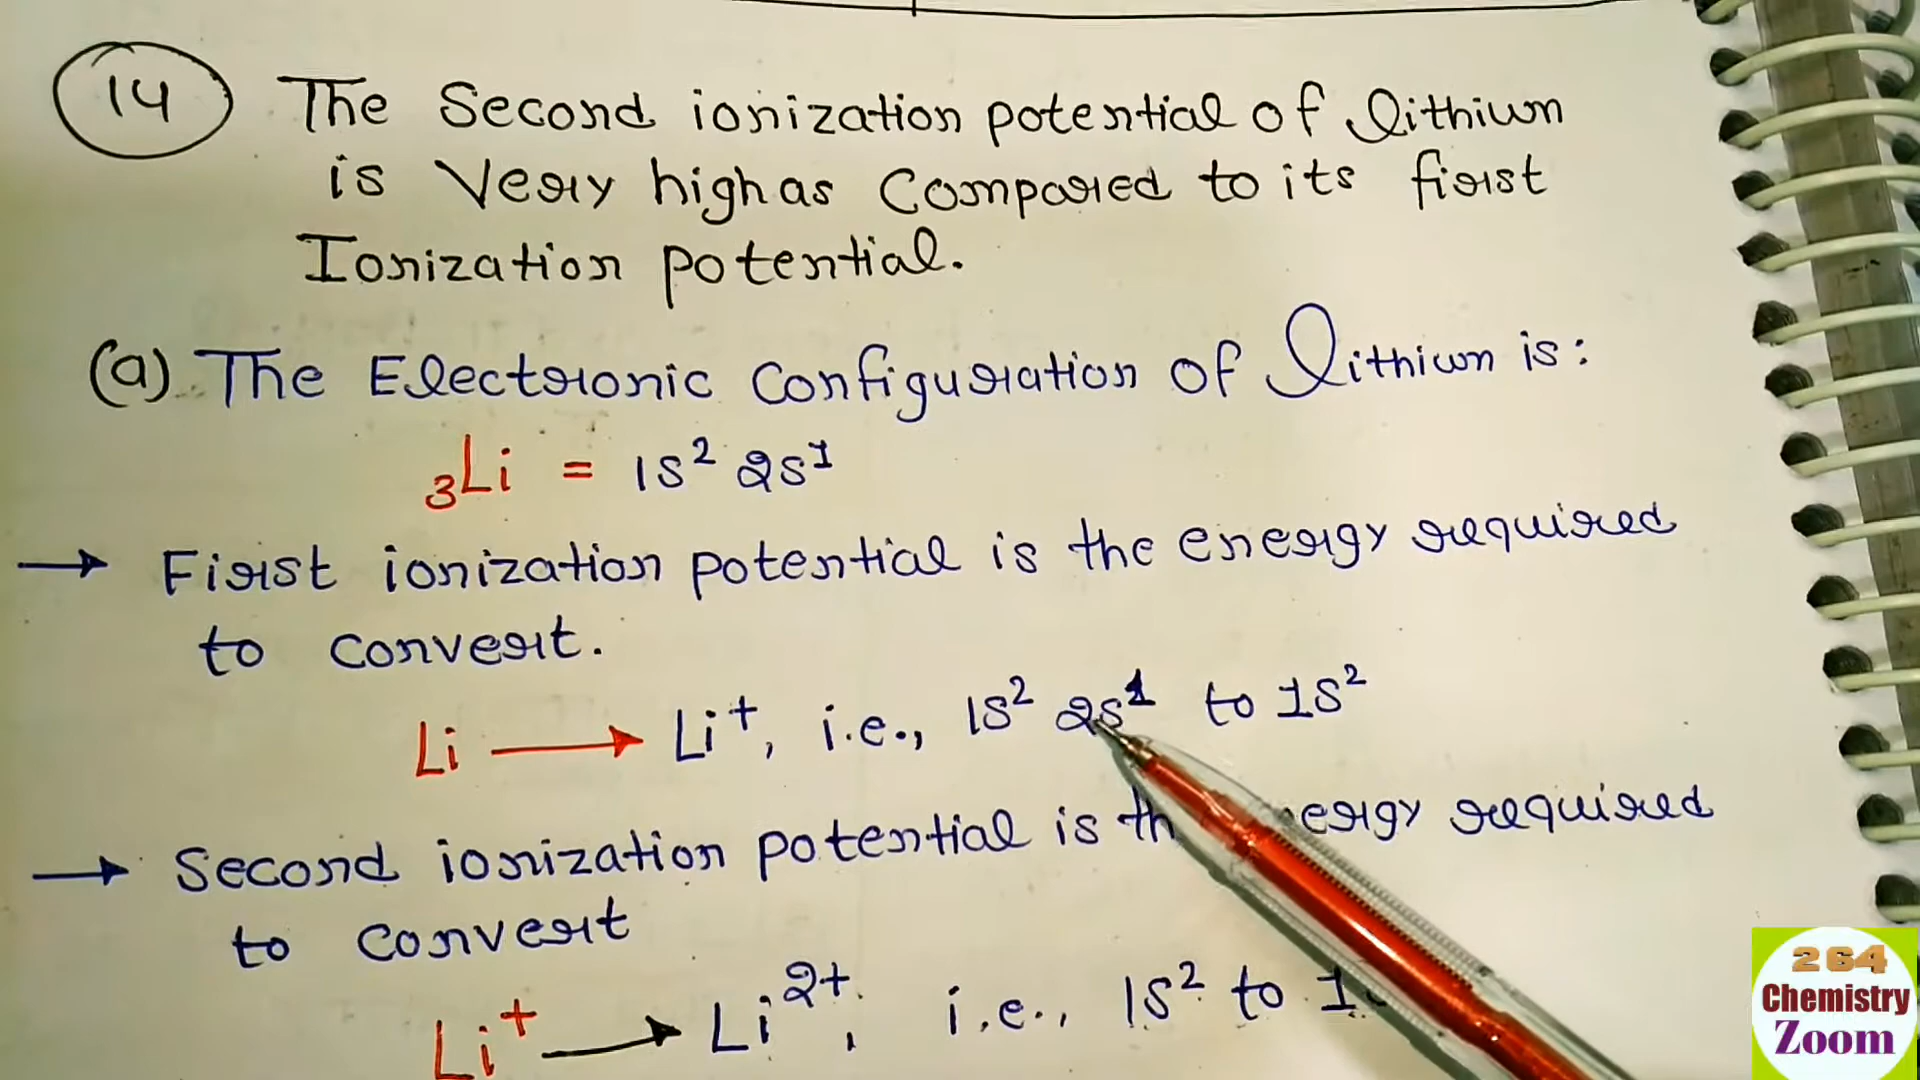 14 The Second ionization potential of lithium
is Very high as Compared to its first
Ionization potential.
(a) The Electronic Configuration of lithium is:
₃Li = 1s² 2s¹
→ First ionization potential is the energy required
to convert.
Li → Li⁺, i.e., 1s² 2s¹ to 1s²
→ Second ionization potential is required
to convert
Li⁺ → Li²⁺, i.e., 1s² to
264
Chemistry
Zoom